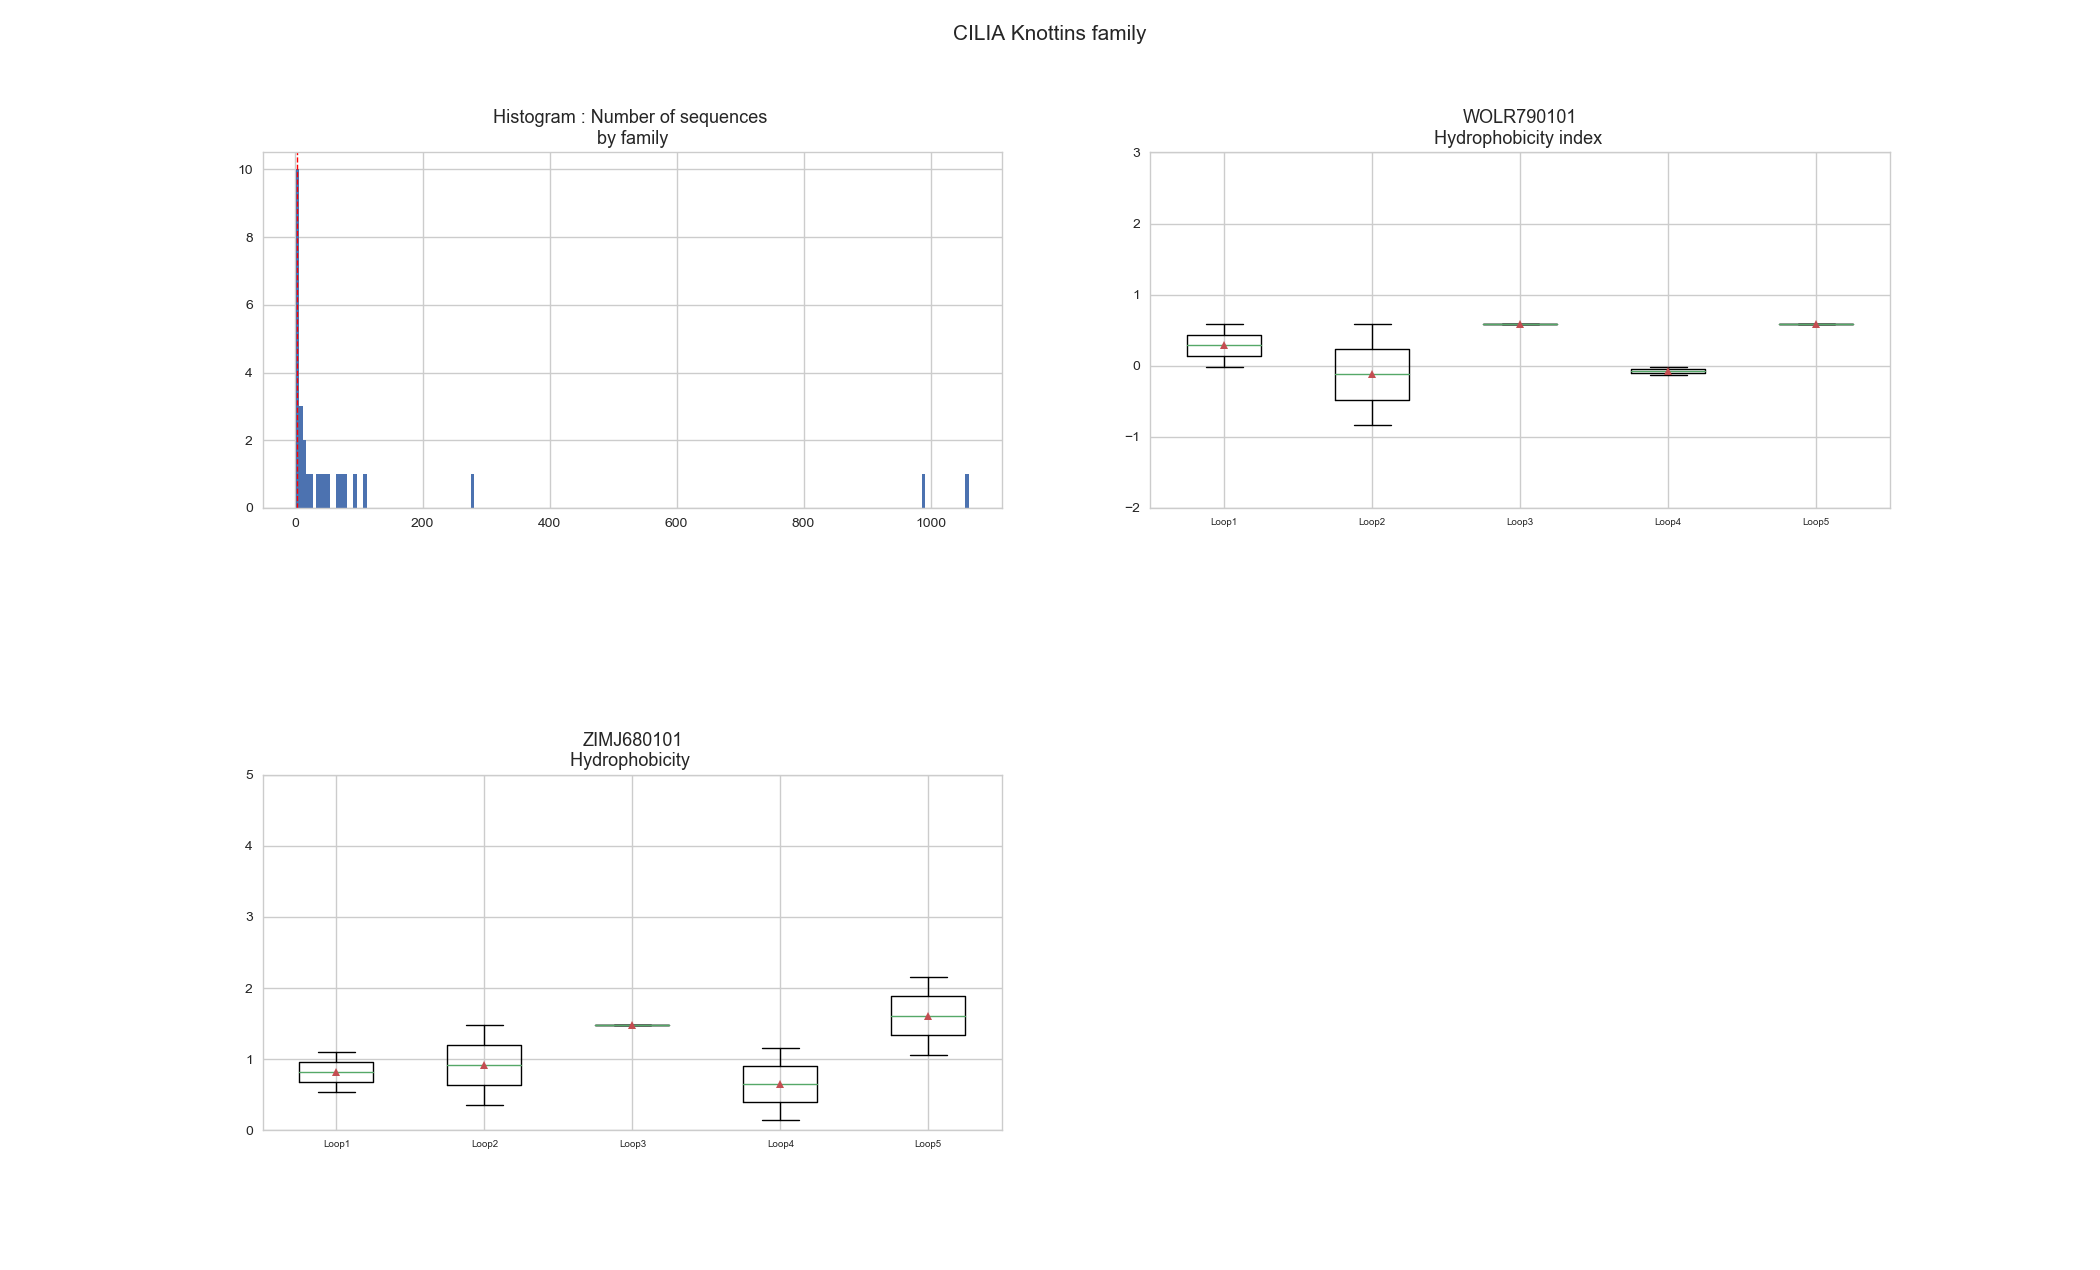 CILIA Knottins family
Histogram : Number of sequences
by family
10
8
6
4
2
0
0 200 400 600 800 1000
WOLR790101
Hydrophobicity index
3
2
1
0
−1
−2
Loop1 Loop2 Loop3 Loop4 Loop5
ZIMJ680101
Hydrophobicity
5
4
3
2
1
0
Loop1 Loop2 Loop3 Loop4 Loop5